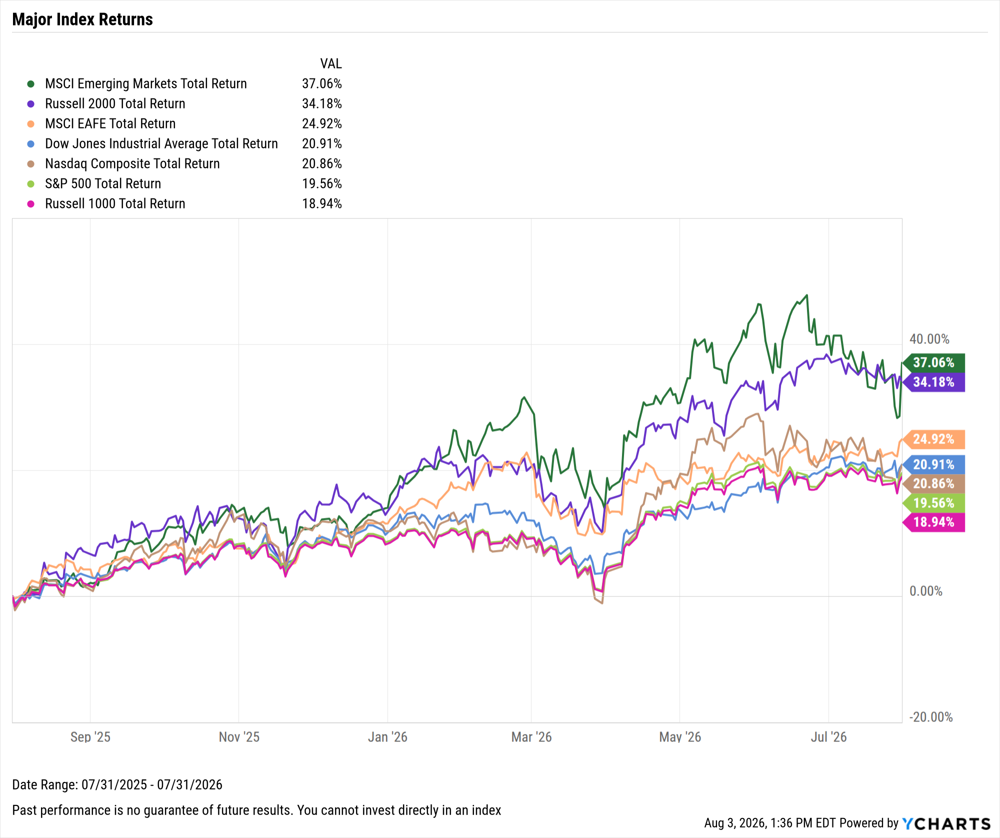 Major Index Returns
VAL
MSCI Emerging Markets Total Return 37.06%
Russell 2000 Total Return 34.18%
MSCI EAFE Total Return 24.92%
Dow Jones Industrial Average Total Return 20.91%
Nasdaq Composite Total Return 20.86%
S&P 500 Total Return 19.56%
Russell 1000 Total Return 18.94%
40.00%
37.06%
34.18%
24.92%
20.91%
20.86%
19.56%
18.94%
0.00%
-20.00%
Sep '25 Nov '25 Jan '26 Mar '26 May '26 Jul '26
Date Range: 07/31/2025 - 07/31/2026
Past performance is no guarantee of future results. You cannot invest directly in an index
Aug 3, 2026, 1:36 PM EDT Powered by YCHARTS